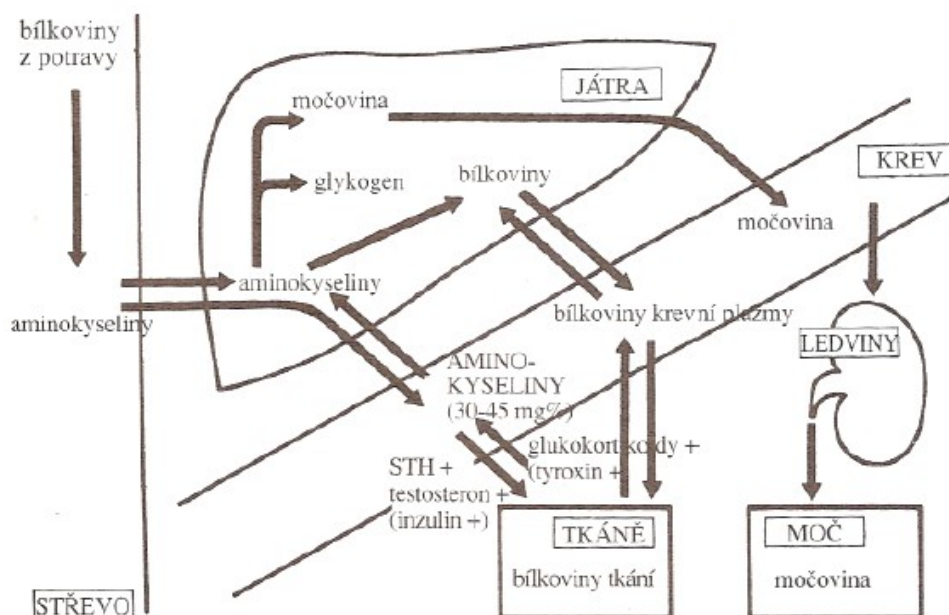 bílkoviny
z potravy
JÁTRA
močovina
KREV
glykogen
bílkoviny
močovina
aminokyseliny
aminokyseliny
bílkoviny krevní plazmy
LEDVINY
AMINO-
KYSELINY
(30-45 mg%)
glukokortikoidy +
(tyroxin +
STH +
testosteron +
(inzulin +)
TKÁNĚ
MOČ
bílkoviny tkání
močovina
STŘEVO